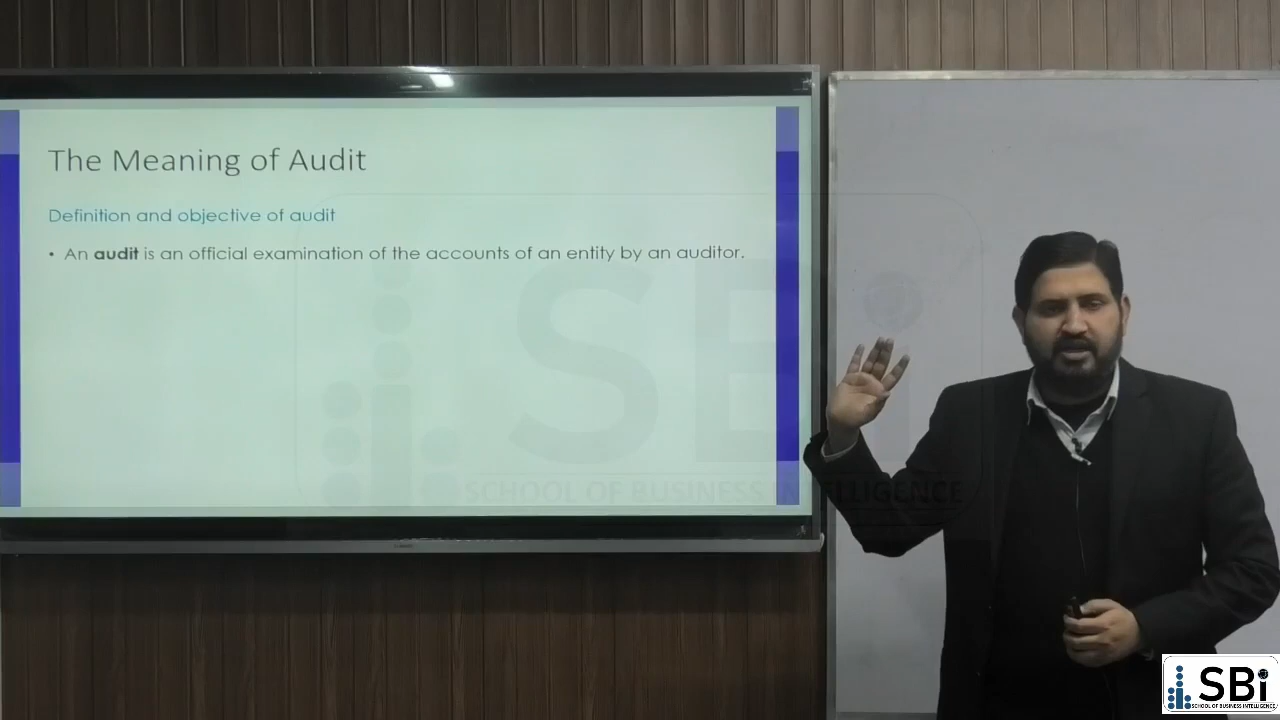 The Meaning of Audit
Definition and objective of audit
• An audit is an official examination of the accounts of an entity by an auditor.
SBi
SCHOOL OF BUSINESS INTELLIGENCE
SBi
SCHOOL OF BUSINESS INTELLIGENCE